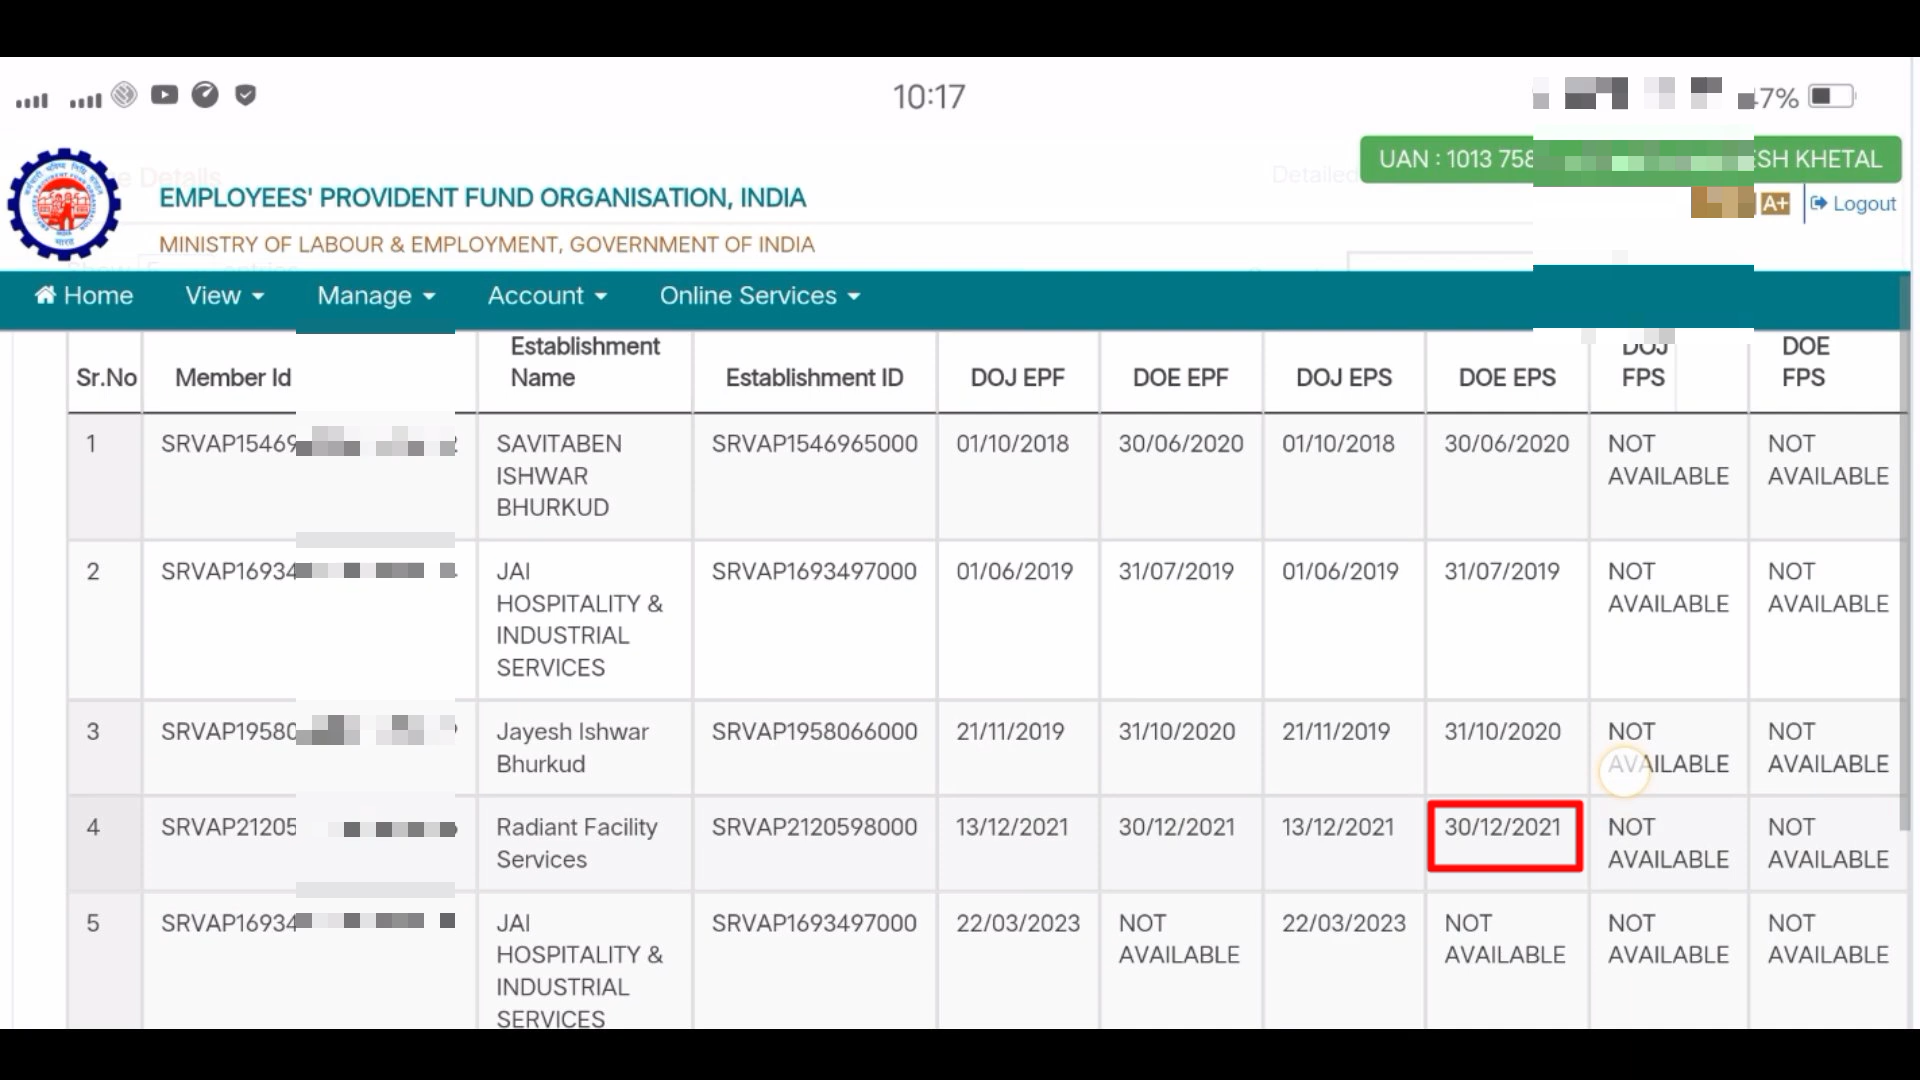 10:17
47%
UAN : 1013 758
ESH KHETAL
Details
Detailed
EMPLOYEES' PROVIDENT FUND ORGANISATION, INDIA
A+
Logout
MINISTRY OF LABOUR & EMPLOYMENT, GOVERNMENT OF INDIA
Home View Manage Account Online Services
Sr.No Member Id Establishment Name Establishment ID DOJ EPF DOE EPF DOJ EPS DOE EPS DOJ FPS DOE FPS
1 SRVAP15469 SAVITABEN SRVAP1546965000 01/10/2018 30/06/2020 01/10/2018 30/06/2020 NOT NOT
ISHWAR AVAILABLE AVAILABLE
BHURKUD
2 SRVAP16934 JAI SRVAP1693497000 01/06/2019 31/07/2019 01/06/2019 31/07/2019 NOT NOT
HOSPITALITY & AVAILABLE AVAILABLE
INDUSTRIAL
SERVICES
3 SRVAP19580 Jayesh Ishwar SRVAP1958066000 21/11/2019 31/10/2020 21/11/2019 31/10/2020 NOT NOT
Bhurkud AVAILABLE AVAILABLE
4 SRVAP21205 Radiant Facility SRVAP2120598000 13/12/2021 30/12/2021 13/12/2021 30/12/2021 NOT NOT
Services AVAILABLE AVAILABLE
5 SRVAP16934 JAI SRVAP1693497000 22/03/2023 NOT 22/03/2023 NOT NOT NOT
HOSPITALITY & AVAILABLE AVAILABLE AVAILABLE AVAILABLE
INDUSTRIAL
SERVICES